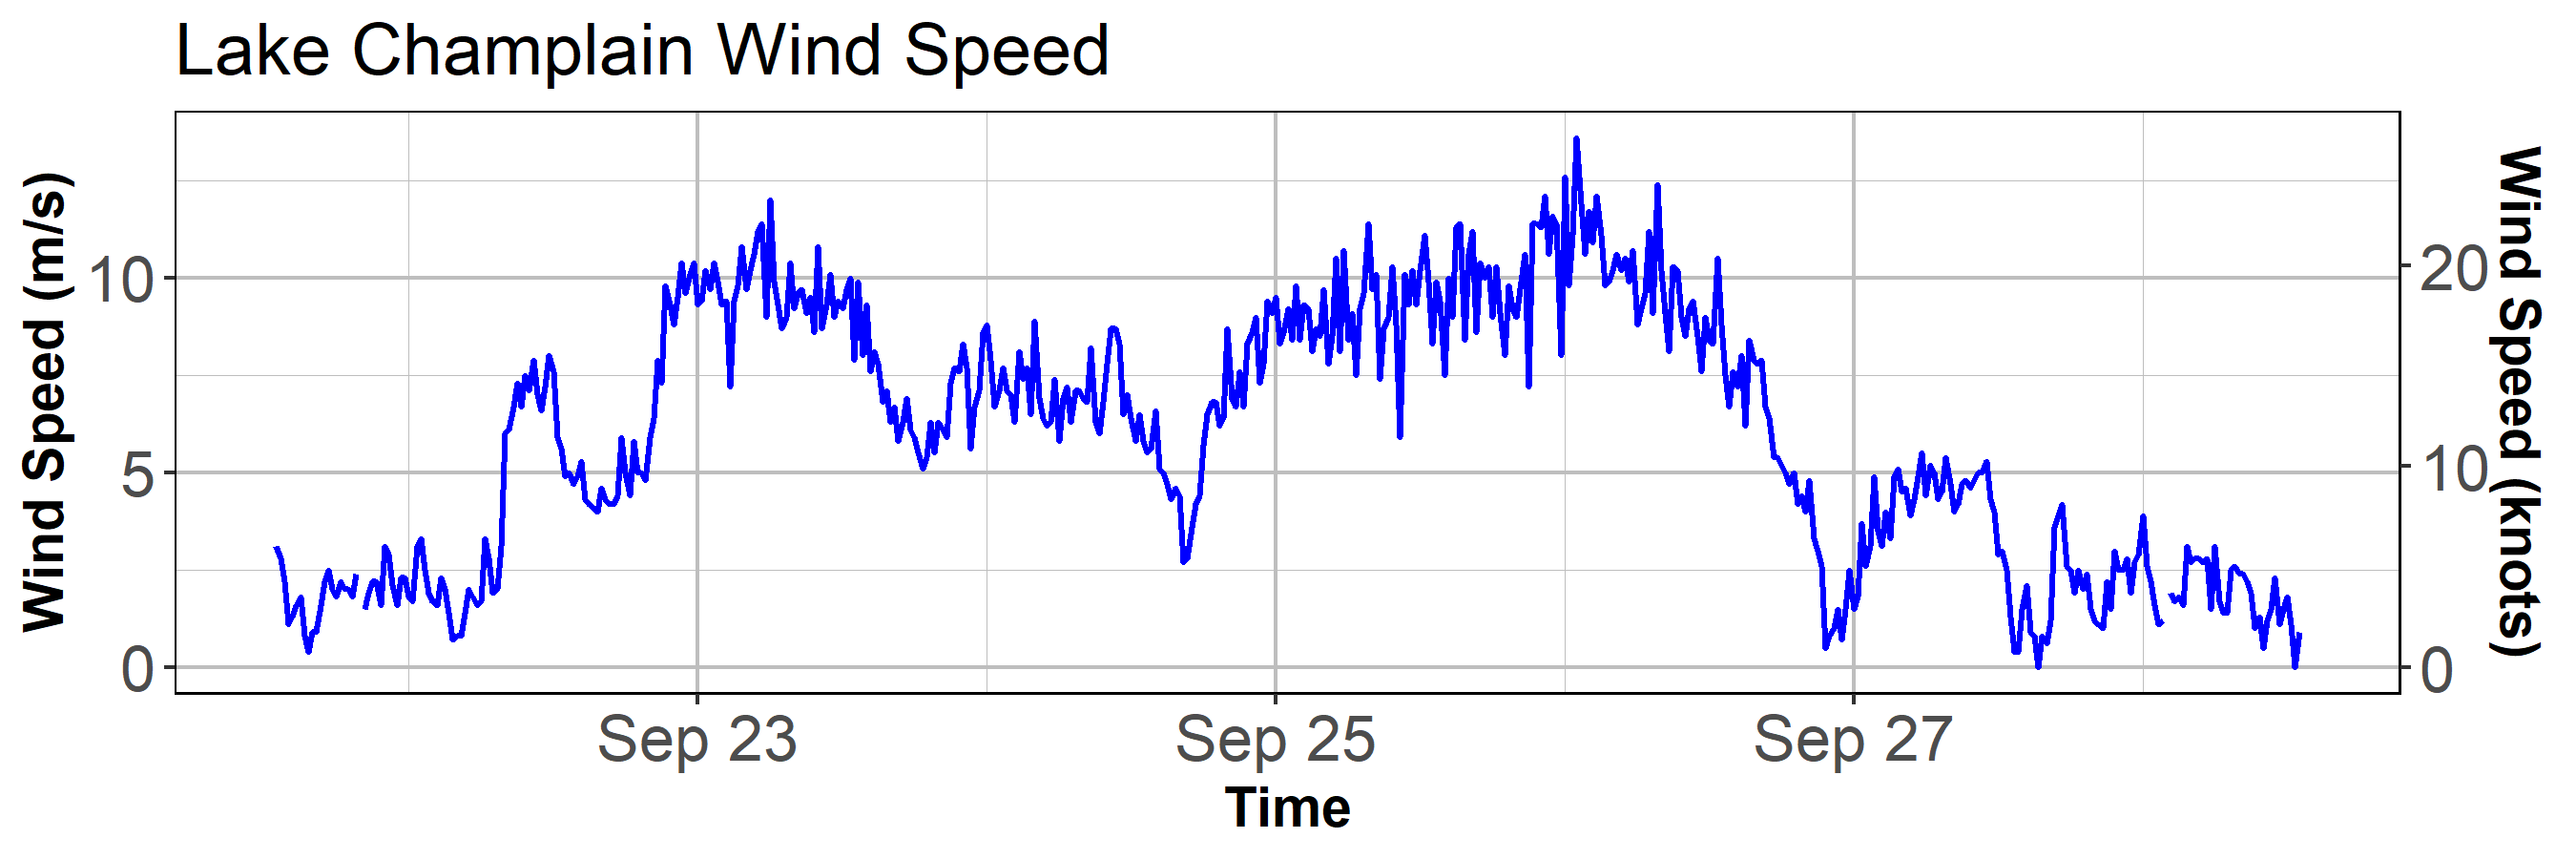 Lake Champlain Wind Speed
Wind Speed (m/s)
10
5
0
20
10
0
Wind Speed (knots)
Sep 23 Sep 25 Sep 27
Time